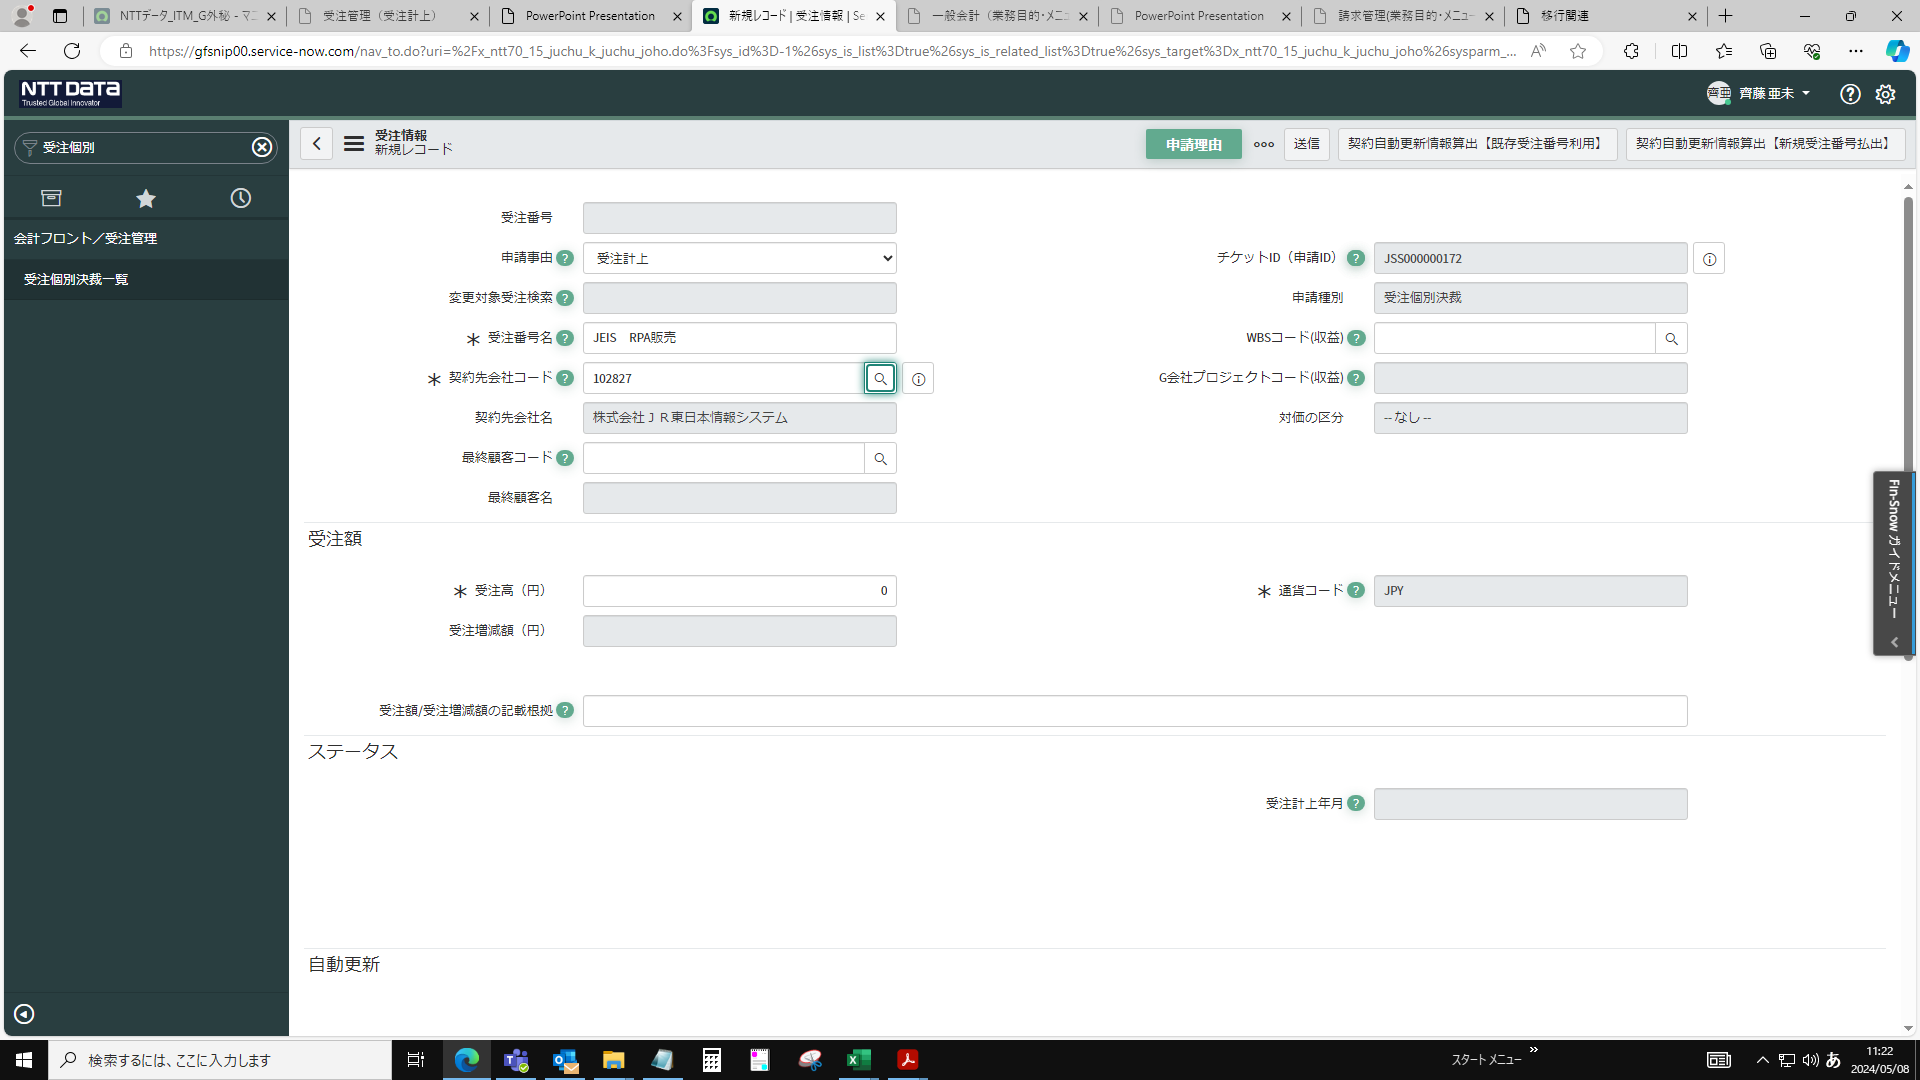 NTTデータ_ITM_G外秘 - マニ
受注管理（受注計上）
PowerPoint Presentation
新規レコード | 受注情報 | Se
一般会計（業務目的･メニュ
PowerPoint Presentation
請求管理(業務目的･メニュー
移行関連
https://gfsnip00.service-now.com/nav_to.do?uri=%2Fx_ntt70_15_juchu_k_juchu_joho.do%3Fsys_id%3D-1%26sys_is_list%3Dtrue%26sys_is_related_list%3Dtrue%26sys_target%3Dx_ntt70_15_juchu_k_juchu_joho%26sysparm_...
NTT DATA
Trusted Global Innovator
齊亜
齊藤 亜未
受注個別
会計フロント／受注管理
受注個別決裁一覧
受注情報
新規レコード
申請理由
送信
契約自動更新情報算出【既存受注番号利用】
契約自動更新情報算出【新規受注番号払出】
受注番号
申請事由 ?
受注計上
チケットID（申請ID） ?
JSS000000172
変更対象受注検索 ?
申請種別
受注個別決裁
＊ 受注番号名 ?
JEIS　RPA販売
WBSコード(収益) ?
＊ 契約先会社コード ?
102827
G会社プロジェクトコード(収益) ?
契約先会社名
株式会社ＪＲ東日本情報システム
対価の区分
-- なし --
最終顧客コード ?
最終顧客名
受注額
＊ 受注高（円）
0
＊ 通貨コード ?
JPY
受注増減額（円）
受注額/受注増減額の記載根拠 ?
ステータス
受注計上年月 ?
自動更新
Fin-Snow ガイドメニュー
検索するには、ここに入力します
スタート メニュー
»
あ
11:22
2024/05/08